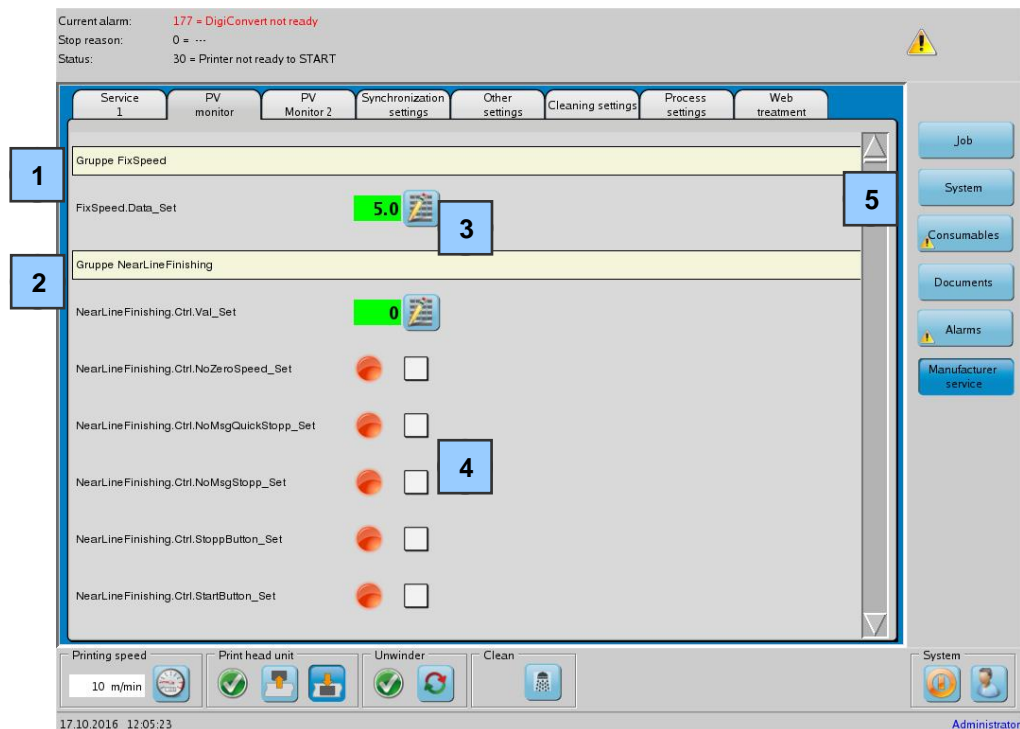 Current alarm: 177 = DigiConvert not ready
Stop reason: 0 = ---
Status: 30 = Printer not ready to START
Service 1
PV monitor
PV Monitor 2
Synchronization settings
Other settings
Cleaning settings
Process settings
Web treatment
1
Gruppe FixSpeed
FixSpeed.Data_Set 5.0
3
5
2
Gruppe NearLineFinishing
NearLineFinishing.Ctrl.Val_Set 0
NearLineFinishing.Ctrl.NoZeroSpeed_Set
NearLineFinishing.Ctrl.NoMsgQuickStopp_Set
4
NearLineFinishing.Ctrl.NoMsgStopp_Set
NearLineFinishing.Ctrl.StoppButton_Set
NearLineFinishing.Ctrl.StartButton_Set
Job
System
Consumables
Documents
Alarms
Manufacturer
service
Printing speed
10 m/min
Print head unit
Unwinder
Clean
System
17.10.2016 12:05:23
Administrator